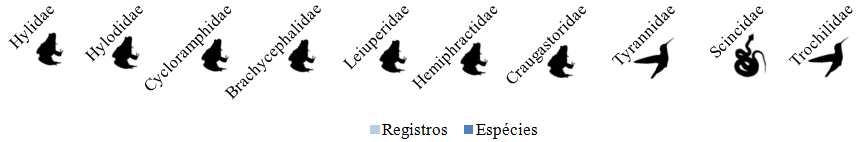 Hylidae
Hylodidae
Cycloramphidae
Brachycephalidae
Leiuperidae
Hemiphractidae
Craugastoridae
Tyrannidae
Scincidae
Trochilidae
Registros Espécies